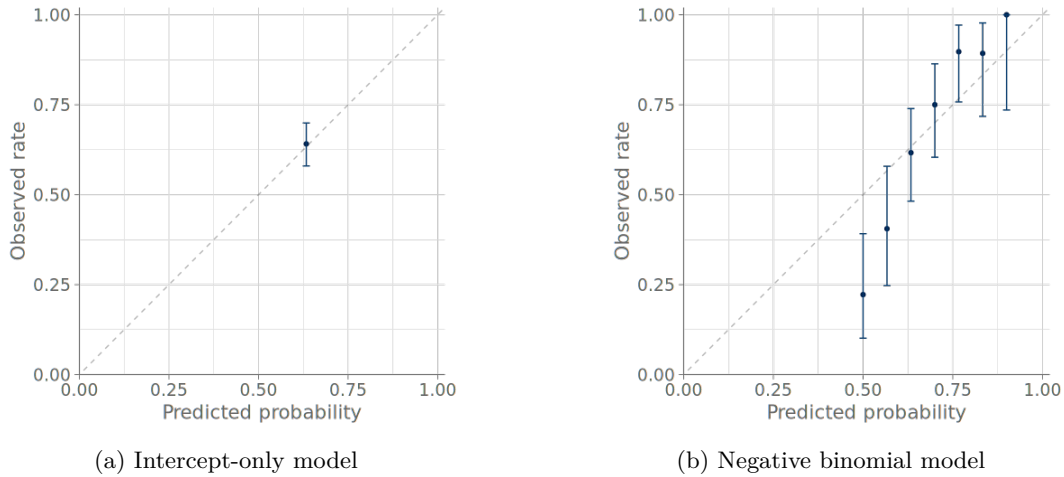 1.00
0.75
0.50
0.25
0.00
Observed rate
0.00 0.25 0.50 0.75 1.00
Predicted probability
(a) Intercept-only model
1.00
0.75
0.50
0.25
0.00
Observed rate
0.00 0.25 0.50 0.75 1.00
Predicted probability
(b) Negative binomial model